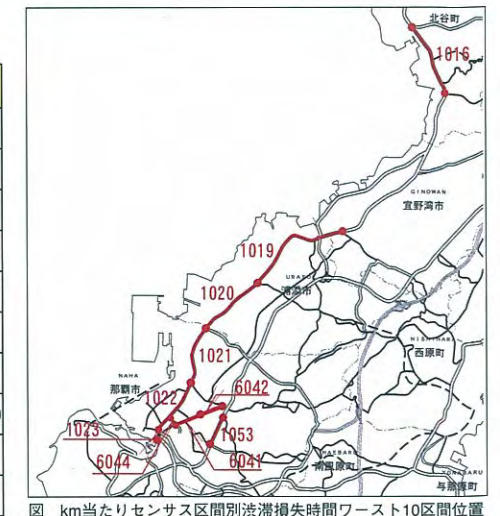 北谷町
1016
GINOWAN
宜野湾市
1019
URASOE
浦添市
1020
NISHIHARA
西原町
1021
NAHA
那覇市
6042
1022
1023
1053
6044
6041
南風原町
YONABARU
与那原町
図 km当たりセンサス区間別渋滞損失時間ワースト10区間位置